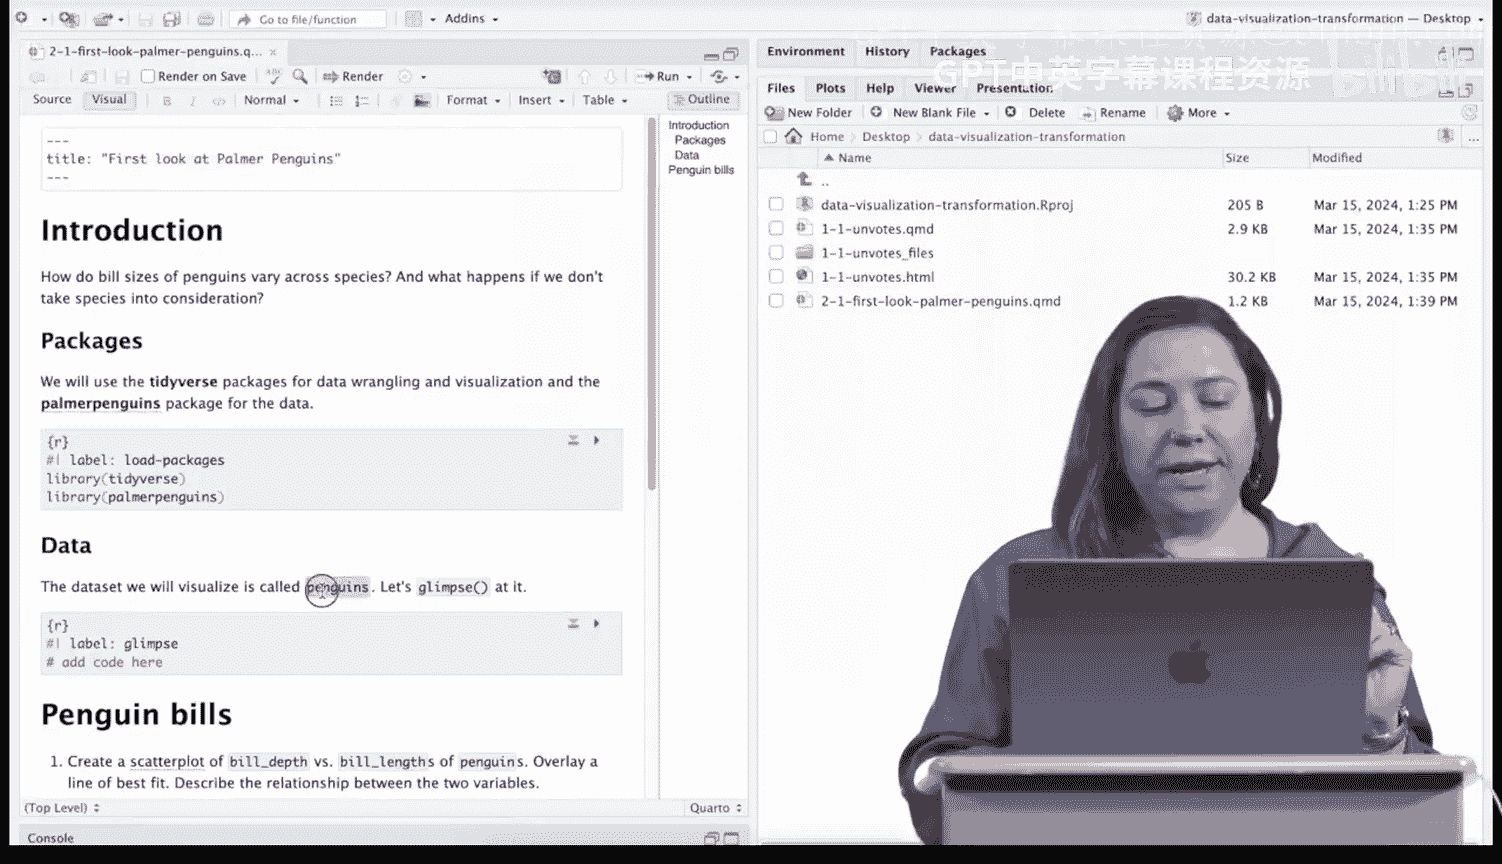 Go to file/function
Addins
data-visualization-transformation — Desktop
2-1-first-look-palmer-penguins.q...
Render on Save
Render
Run
Source
Visual
B
I
</>
Normal
Format
Insert
Table
Outline
Introduction
Packages
Data
Penguin bills
---
title: "First look at Palmer Penguins"
---
Introduction
How do bill sizes of penguins vary across species? And what happens if we don't
take species into consideration?
Packages
We will use the tidyverse packages for data wrangling and visualization and the
palmerpenguins package for the data.
{r}
#| label: load-packages
library(tidyverse)
library(palmerpenguins)
Data
The dataset we will visualize is called penguins. Let's glimpse() at it.
{r}
#| label: glimpse
# add code here
Penguin bills
1. Create a scatterplot of bill_depth vs. bill_lengths of penguins. Overlay a
line of best fit. Describe the relationship between the two variables.
(Top Level)
Quarto
Console
Environment
History
Packages
GPT中英字幕课程资源
bilibili
Files
Plots
Help
Viewer
Presentation
New Folder
New Blank File
Delete
Rename
More
Home
Desktop
data-visualization-transformation
...
Name
Size
Modified
..
data-visualization-transformation.Rproj 205 B Mar 15, 2024, 1:25 PM
1-1-unvotes.qmd 2.9 KB Mar 15, 2024, 1:35 PM
1-1-unvotes_files
1-1-unvotes.html 30.2 KB Mar 15, 2024, 1:35 PM
2-1-first-look-palmer-penguins.qmd 1.2 KB Mar 15, 2024, 1:39 PM